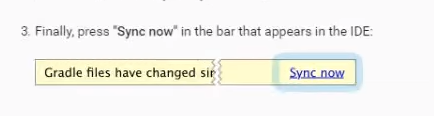 3. Finally, press "Sync now" in the bar that appears in the IDE:
Gradle files have changed Sync now